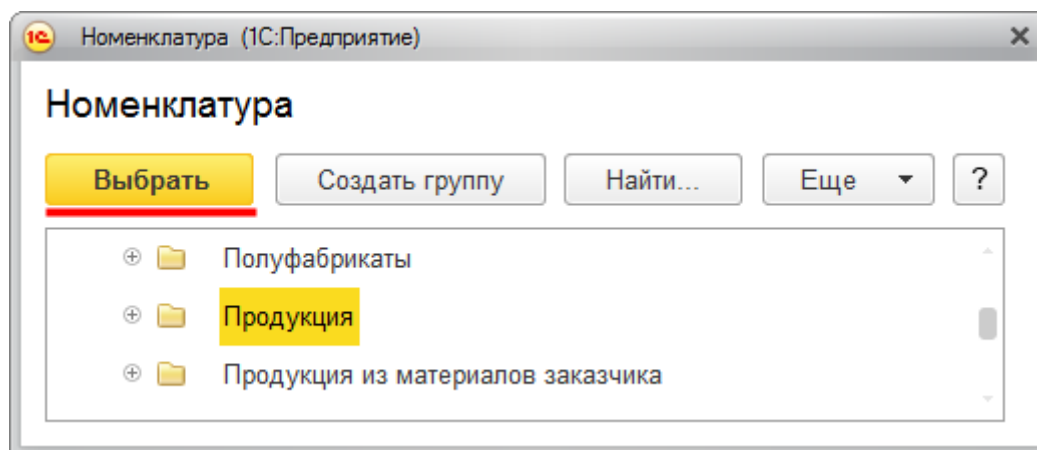 1С Номенклатура (1С:Предприятие)
Номенклатура
Выбрать Создать группу Найти... Еще ?
Полуфабрикаты
Продукция
Продукция из материалов заказчика